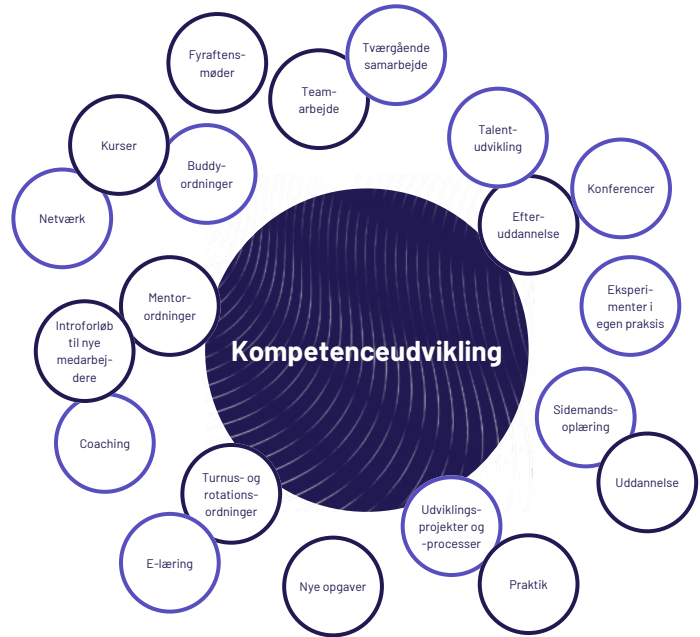 Tværgående
samarbejde
Fyraftens-
møder
Team-
arbejde
Talent-
udvikling
Kurser
Buddy-
ordninger
Konferencer
Netværk
Efter-
uddannelse
Mentor-
ordninger
Eksperi-
menter i
egen praksis
Introforløb
til nye
medarbej-
dere
Kompetenceudvikling
Sidemands-
oplæring
Coaching
Uddannelse
Turnus- og
rotations-
ordninger
Udviklings-
projekter og
-processer
E-læring
Nye opgaver
Praktik